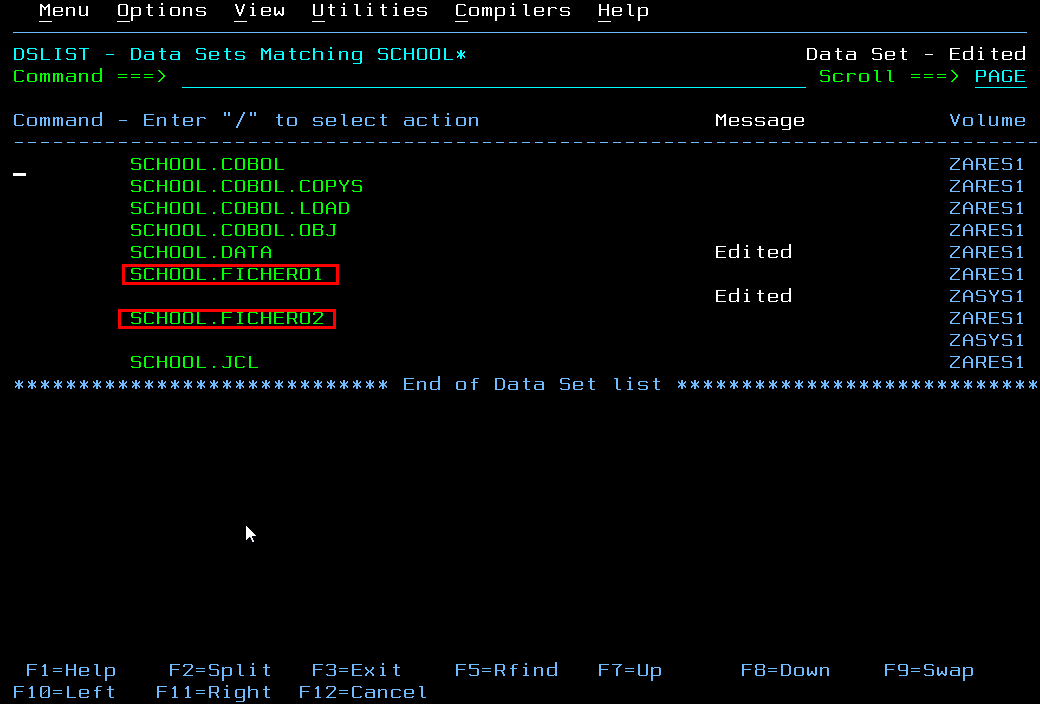 Menu Options View Utilities Compilers Help
DSLIST - Data Sets Matching SCHOOL* Data Set - Edited
Command ===> Scroll ===> PAGE
Command - Enter "/" to select action Message Volume
-------------------------------------------------------------------------------
SCHOOL.COBOL ZARES1
SCHOOL.COBOL.COPYS ZARES1
SCHOOL.COBOL.LOAD ZARES1
SCHOOL.COBOL.OBJ ZARES1
SCHOOL.DATA Edited ZARES1
SCHOOL.FICHERO1 ZARES1
Edited ZASYS1
SCHOOL.FICHERO2 ZARES1
ZASYS1
SCHOOL.JCL ZARES1
***************************** End of Data Set list ****************************
F1=Help F2=Split F3=Exit F5=Rfind F7=Up F8=Down F9=Swap
F10=Left F11=Right F12=Cancel